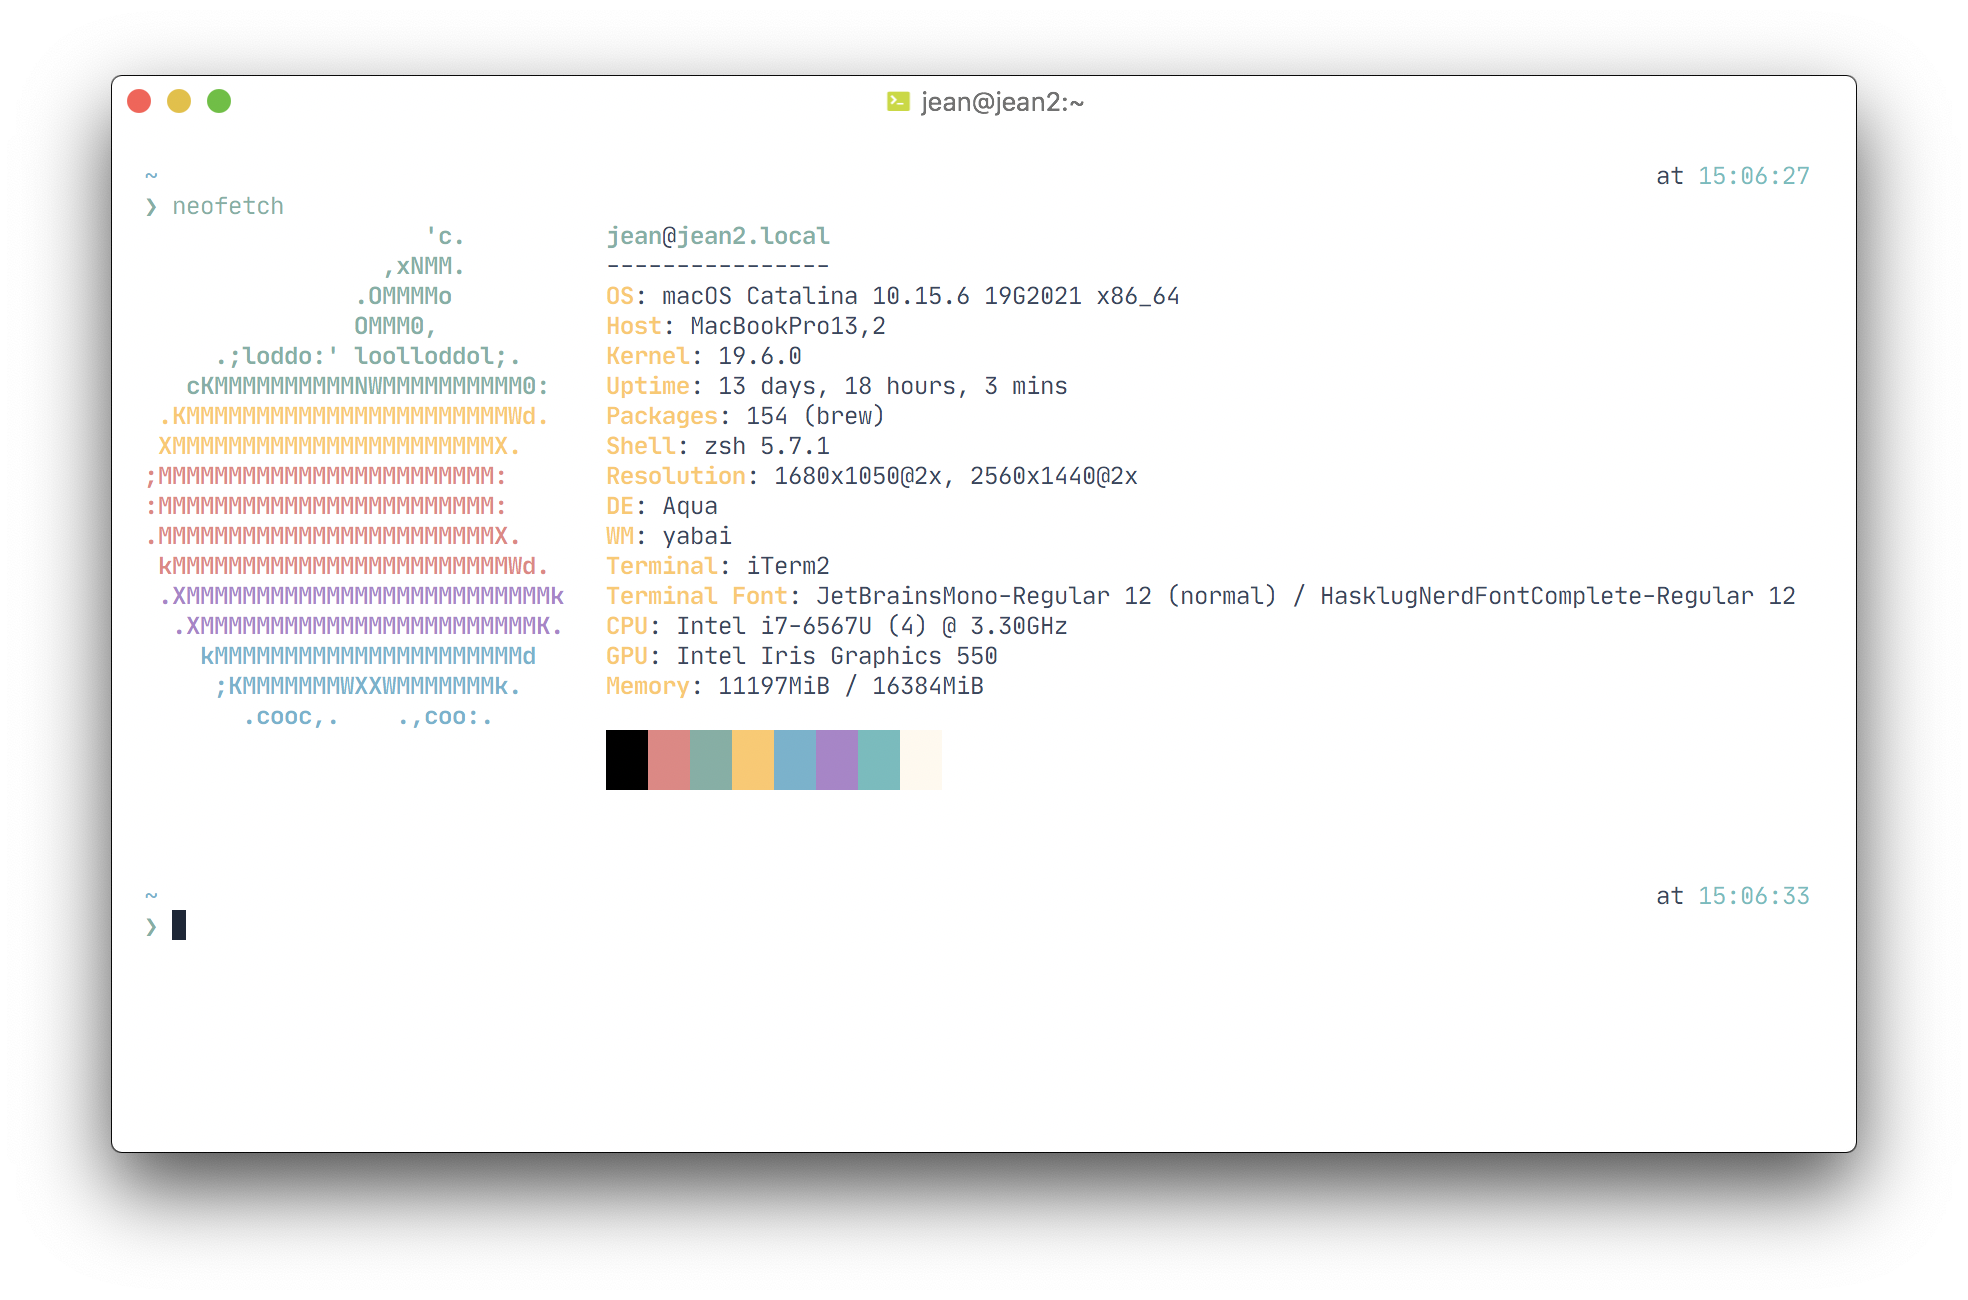 jean@jean2:~
~ at 15:06:27
❯ neofetch
                    'c.          jean@jean2.local
                 ,xNMM.          ----------------
               .OMMMMo           OS: macOS Catalina 10.15.6 19G2021 x86_64
               OMMM0,            Host: MacBookPro13,2
     .;loddo:' loolloddol;.      Kernel: 19.6.0
   cKMMMMMMMMMMNWMMMMMMMMMM0:    Uptime: 13 days, 18 hours, 3 mins
 .KMMMMMMMMMMMMMMMMMMMMMMMWd.    Packages: 154 (brew)
 XMMMMMMMMMMMMMMMMMMMMMMMX.      Shell: zsh 5.7.1
;MMMMMMMMMMMMMMMMMMMMMMMM:       Resolution: 1680x1050@2x, 2560x1440@2x
:MMMMMMMMMMMMMMMMMMMMMMMM:       DE: Aqua
.MMMMMMMMMMMMMMMMMMMMMMMMX.      WM: yabai
 kMMMMMMMMMMMMMMMMMMMMMMMMWd.    Terminal: iTerm2
 .XMMMMMMMMMMMMMMMMMMMMMMMMMMk   Terminal Font: JetBrainsMono-Regular 12 (normal) / HasklugNerdFontComplete-Regular 12
  .XMMMMMMMMMMMMMMMMMMMMMMMMK.   CPU: Intel i7-6567U (4) @ 3.30GHz
    kMMMMMMMMMMMMMMMMMMMMMMd     GPU: Intel Iris Graphics 550
     ;KMMMMMMMWXXWMMMMMMMk.      Memory: 11197MiB / 16384MiB
       .cooc,.    .,coo:.
~ at 15:06:33
❯